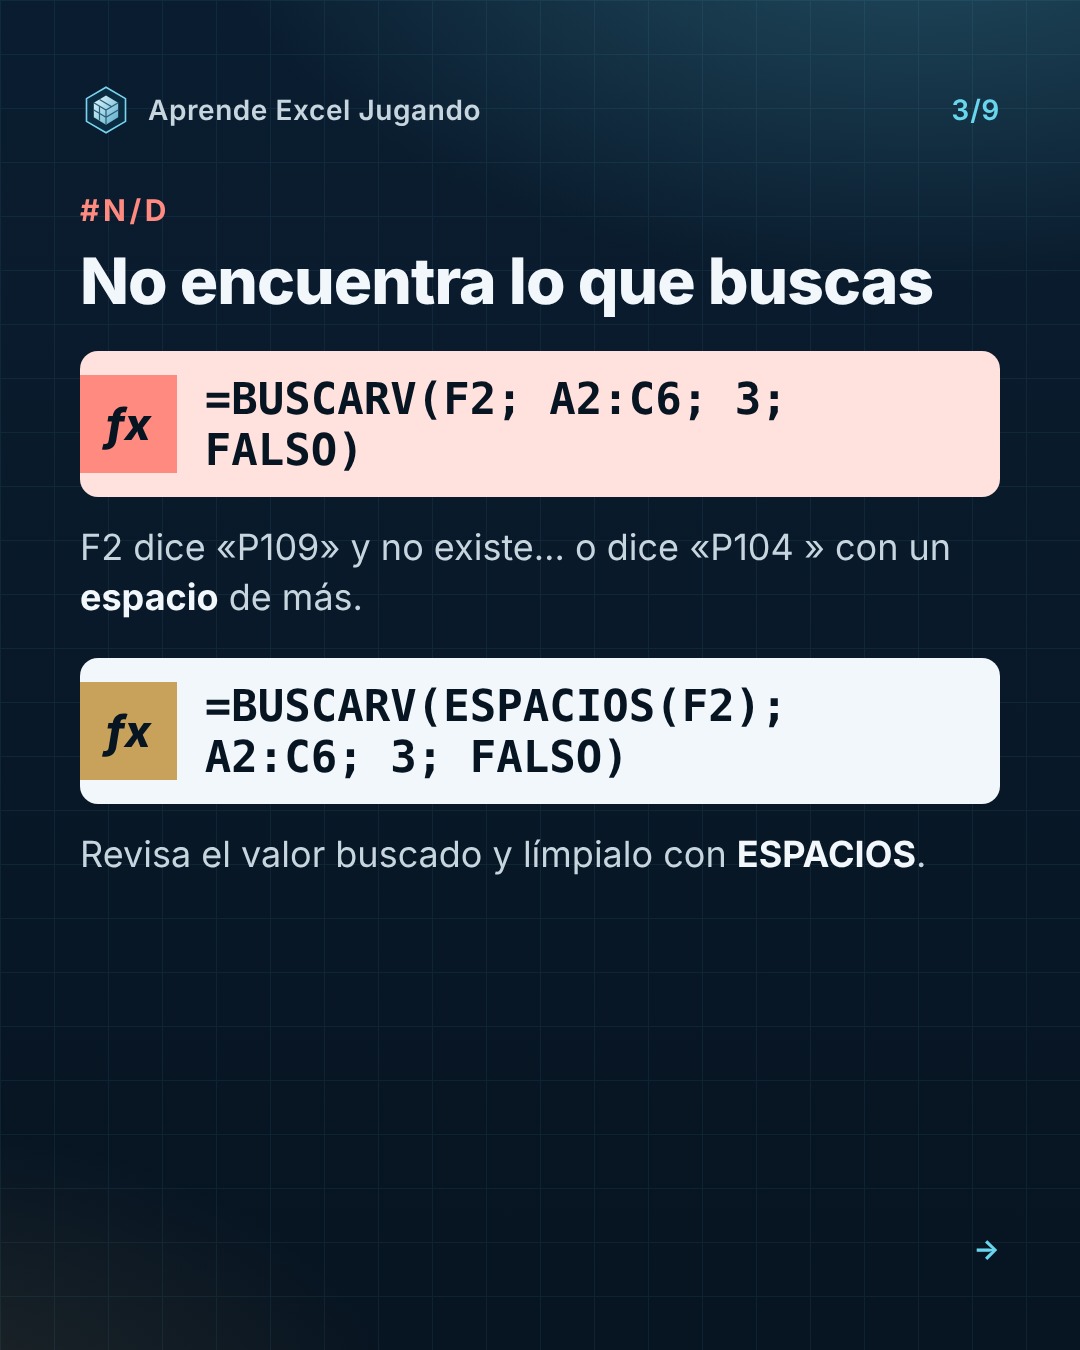 Aprende Excel Jugando
3/9
#N/D
No encuentra lo que buscas
fx
=BUSCARV(F2; A2:C6; 3;
FALSO)
F2 dice «P109» y no existe... o dice «P104 » con un
espacio de más.
fx
=BUSCARV(ESPACIOS(F2);
A2:C6; 3; FALSO)
Revisa el valor buscado y límpialo con ESPACIOS.
→